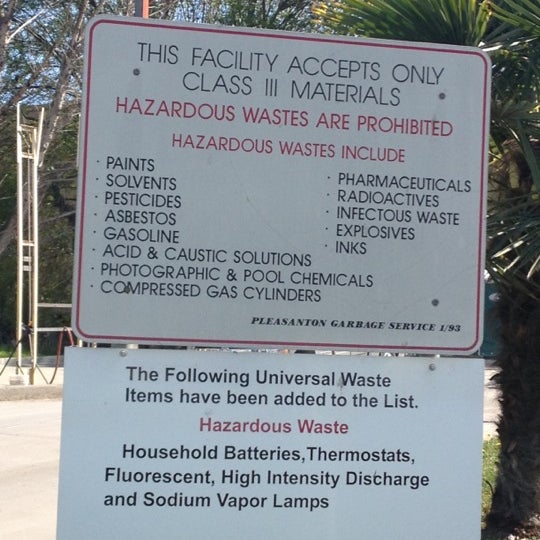 THIS FACILITY ACCEPTS ONLY
CLASS III MATERIALS
HAZARDOUS WASTES ARE PROHIBITED
HAZARDOUS WASTES INCLUDE
· PAINTS
· SOLVENTS
· PESTICIDES
· ASBESTOS
· GASOLINE
· ACID & CAUSTIC SOLUTIONS
· PHOTOGRAPHIC & POOL CHEMICALS
· COMPRESSED GAS CYLINDERS
· PHARMACEUTICALS
· RADIOACTIVES
· INFECTOUS WASTE
· EXPLOSIVES
· INKS
PLEASANTON GARBAGE SERVICE 1/93
The Following Universal Waste
Items have been added to the List.
Hazardous Waste
Household Batteries,Thermostats,
Fluorescent, High Intensity Discharge
and Sodium Vapor Lamps